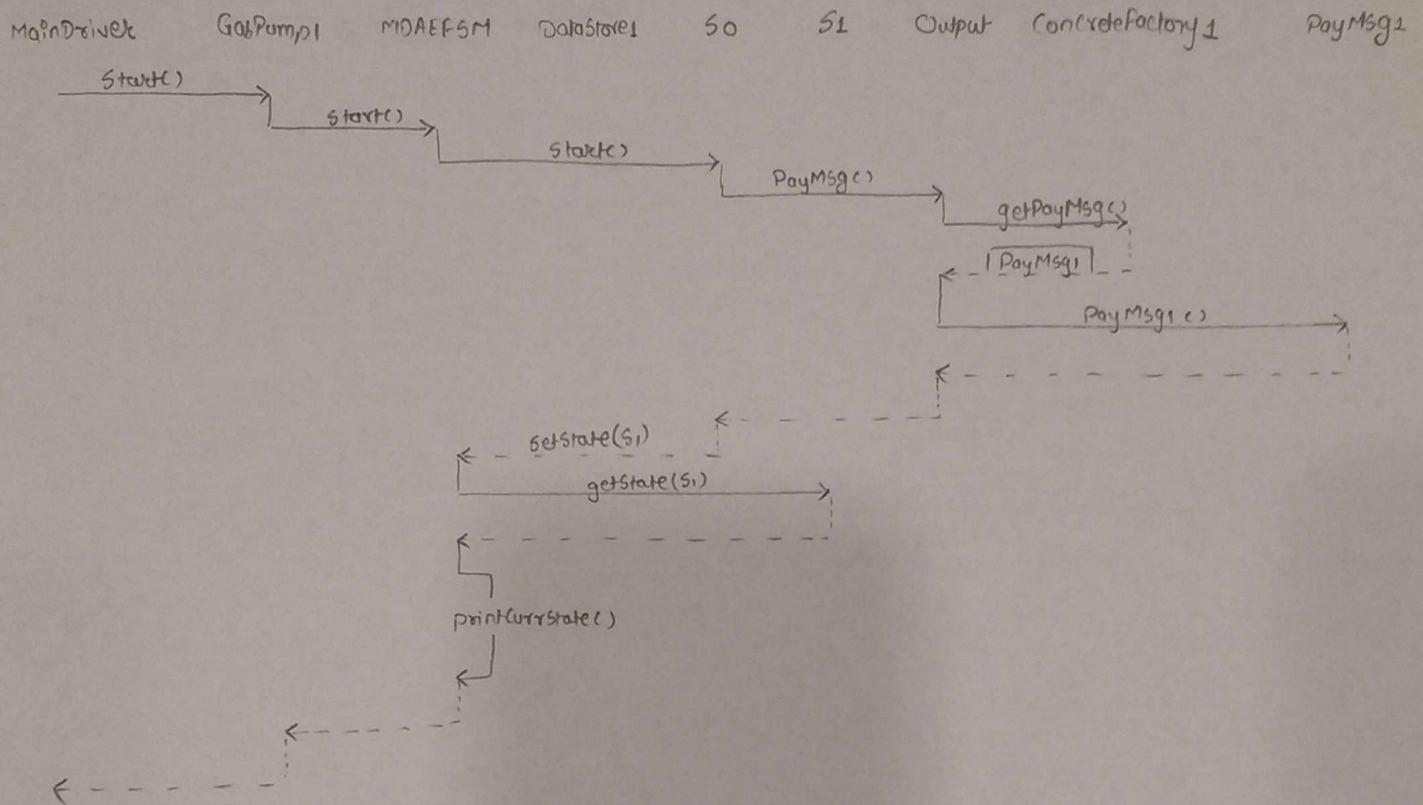 MainDriver GasPump1 MDAEFSM DataStore1 S0 S1 Output ConcreteFactory1 PayMsg1
Start()
Start()
Start()
PayMsg()
getPayMsg()
PayMsg1
PayMsg1()
setState(S1)
getState(S1)
printCurrState()